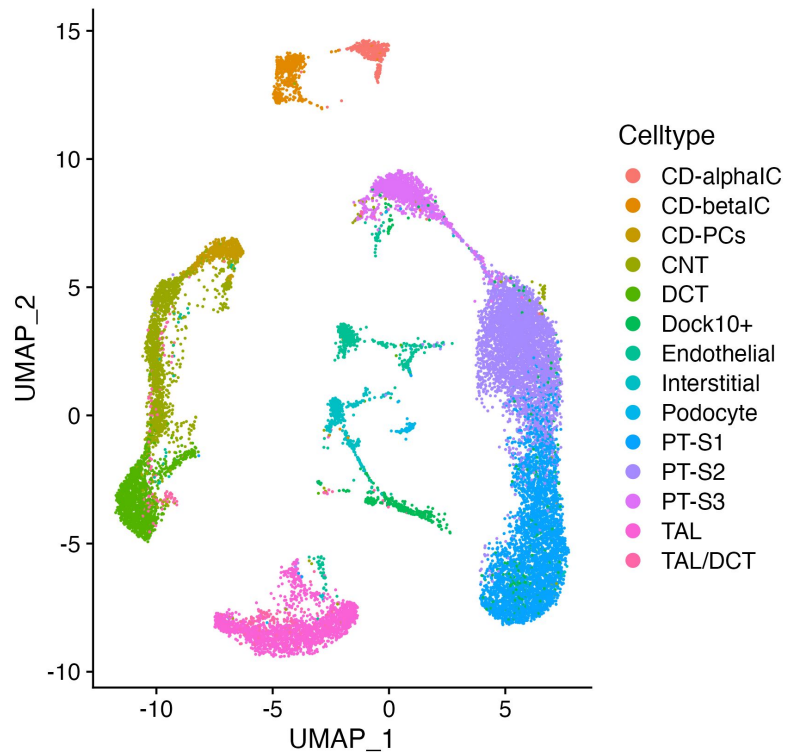 15
10
5
0
-5
-10
UMAP_2
-10
-5
0
5
UMAP_1
Celltype
CD-alphaIC
CD-betaIC
CD-PCs
CNT
DCT
Dock10+
Endothelial
Interstitial
Podocyte
PT-S1
PT-S2
PT-S3
TAL
TAL/DCT